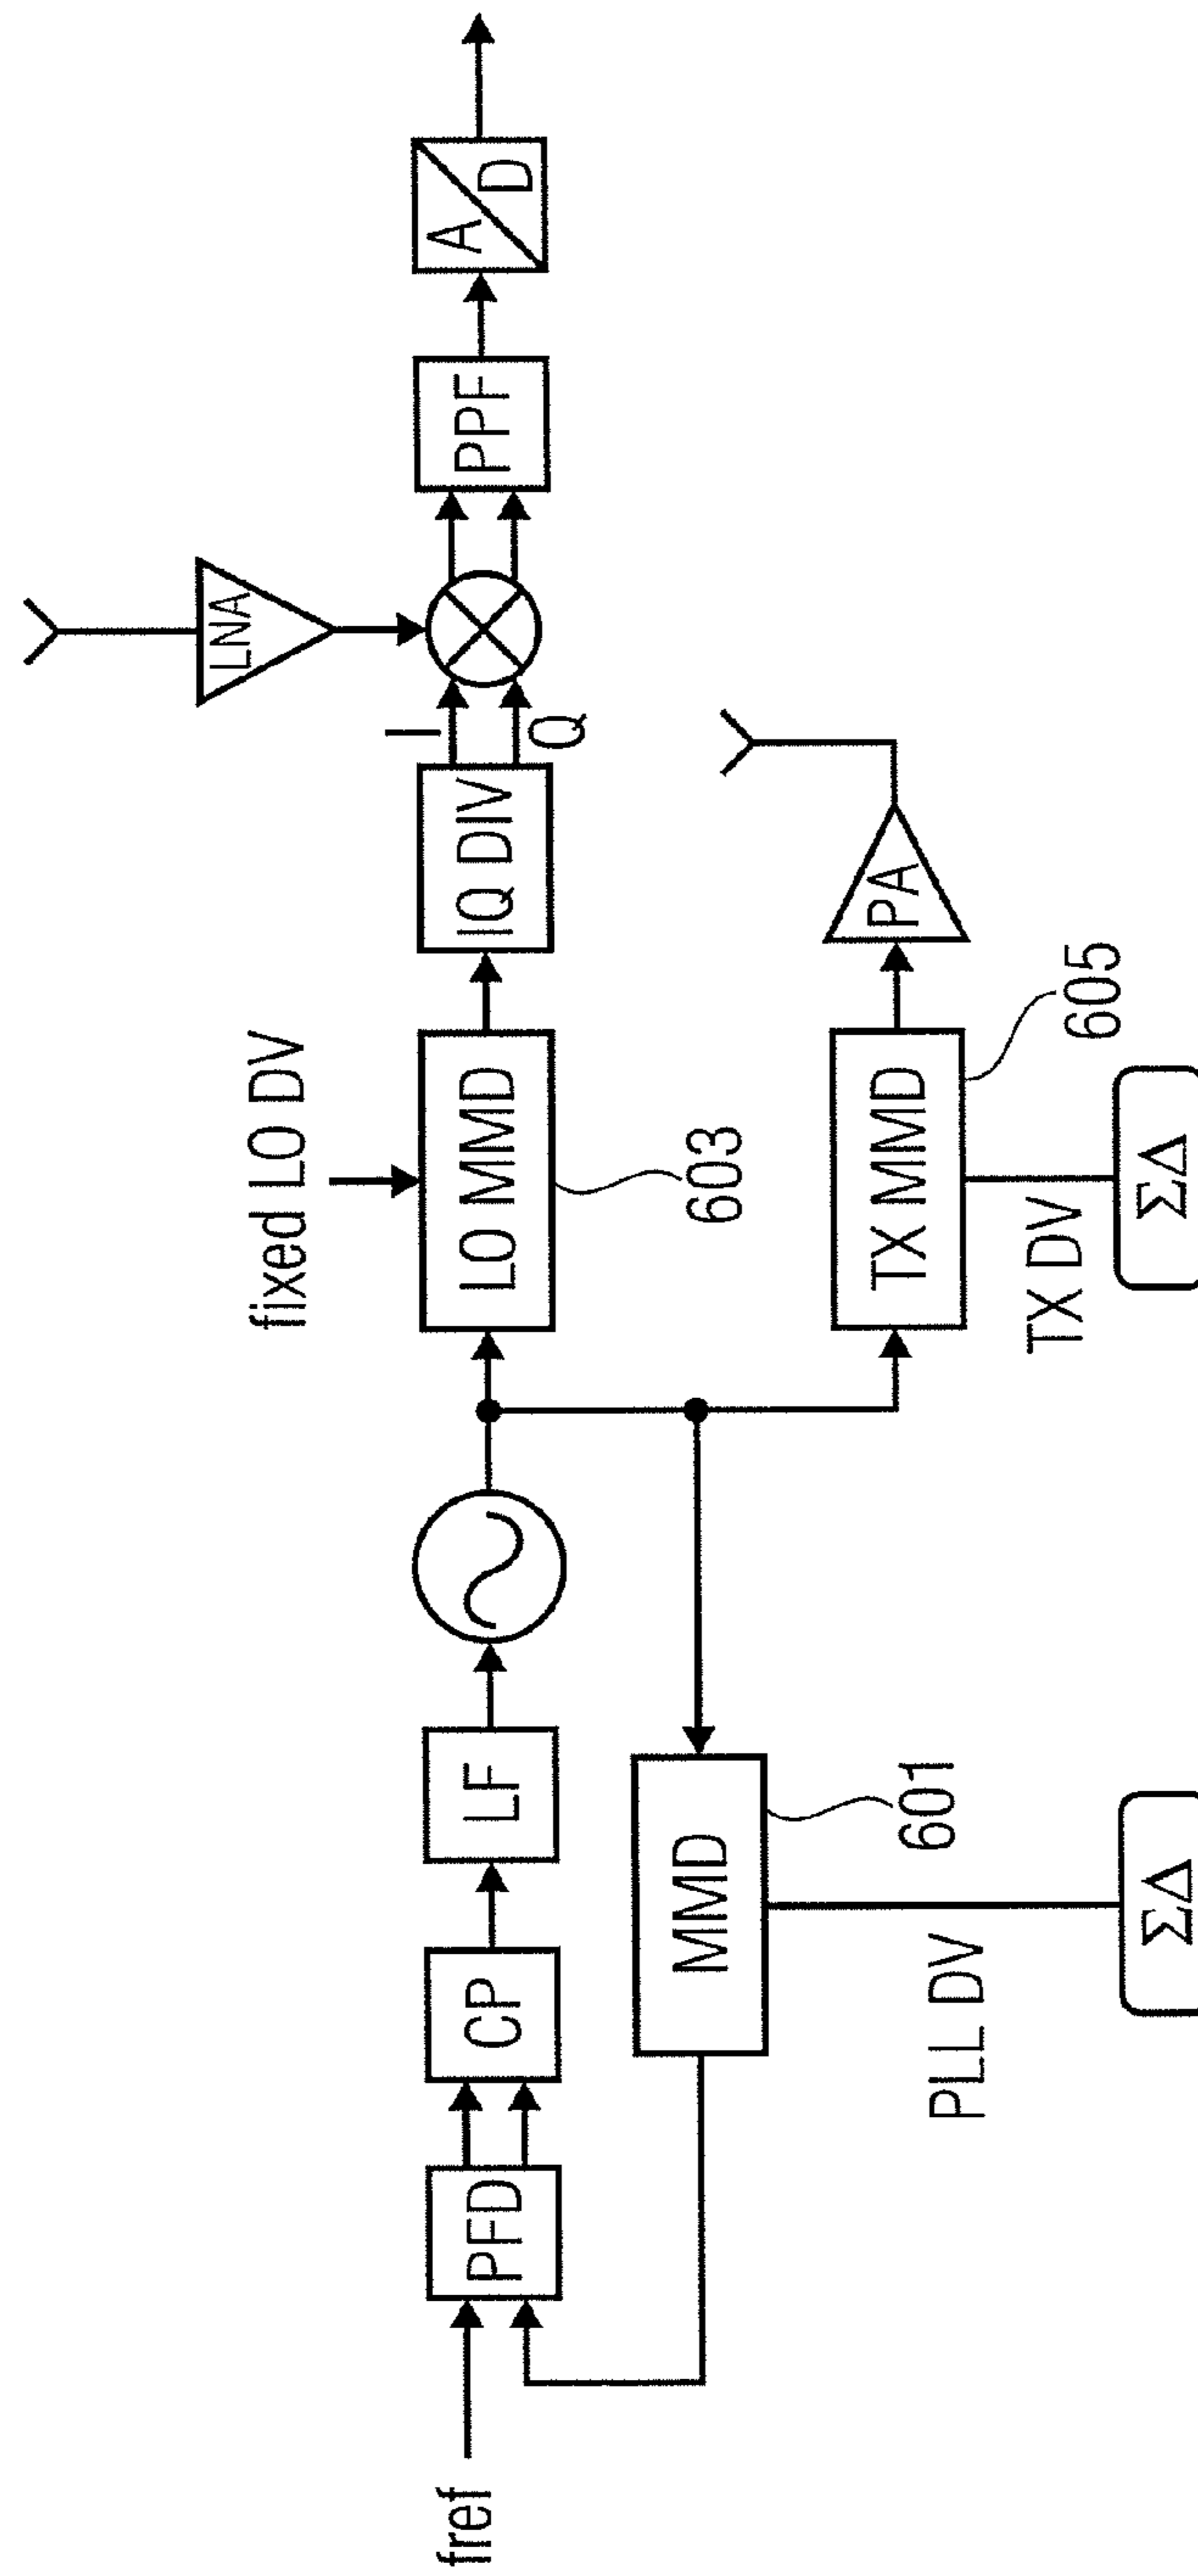 fref
PFD
CP
LF
fixed LO DV
LO MMD
603
IQ DIV
I
Q
LNA
PPF
A
D
MMD
601
PLL DV
ΣΔ
TX MMD
605
TX DV
ΣΔ
PA